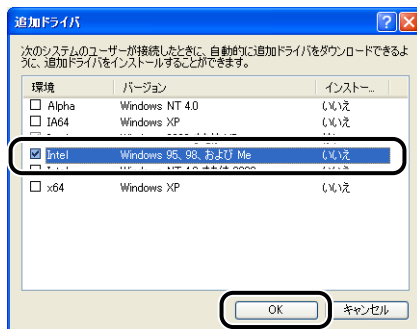 追加ドライバ
次のシステムのユーザーが接続したときに、自動的に追加ドライバをダウンロードできるよ
うに、追加ドライバをインストールすることができます。
環境 バージョン インストー...
Alpha Windows NT 4.0 いいえ
IA64 Windows XP いいえ
Intel Windows 95、98、および Me いいえ
x64 Windows XP いいえ
OK キャンセル